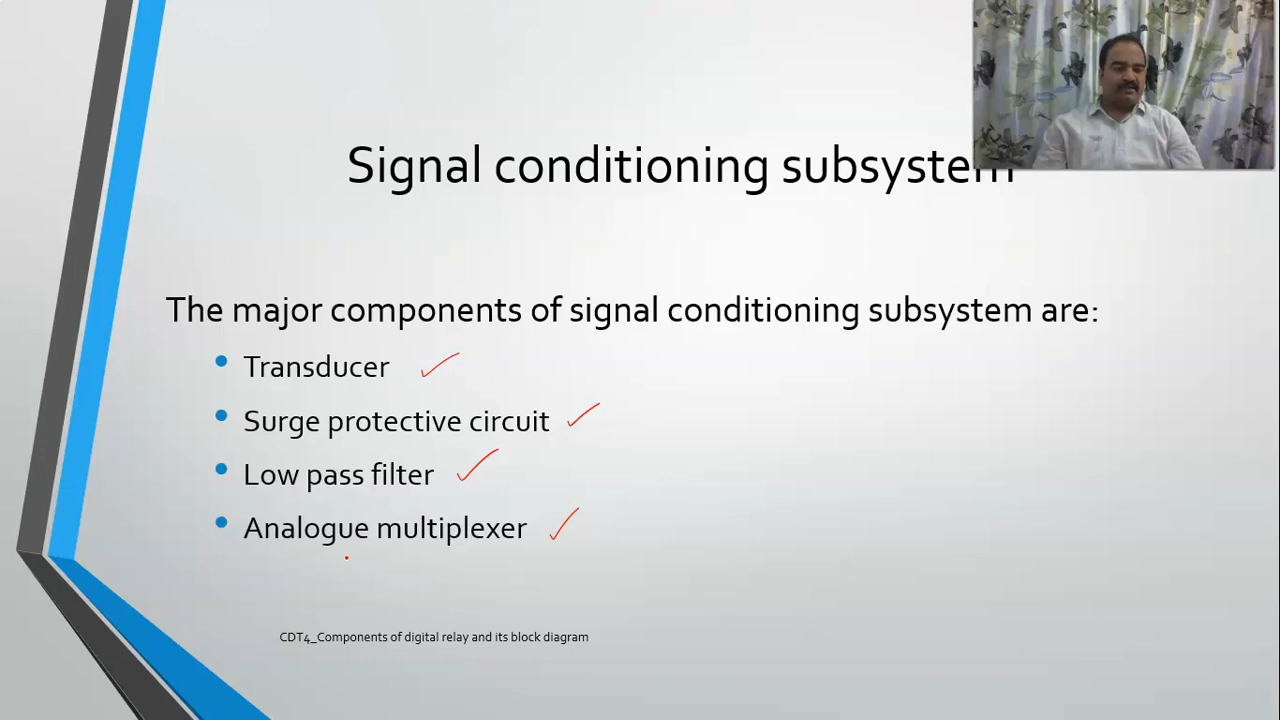 Signal conditioning subsystem
The major components of signal conditioning subsystem are:
Transducer
Surge protective circuit
Low pass filter
Analogue multiplexer
CDT4_Components of digital relay and its block diagram